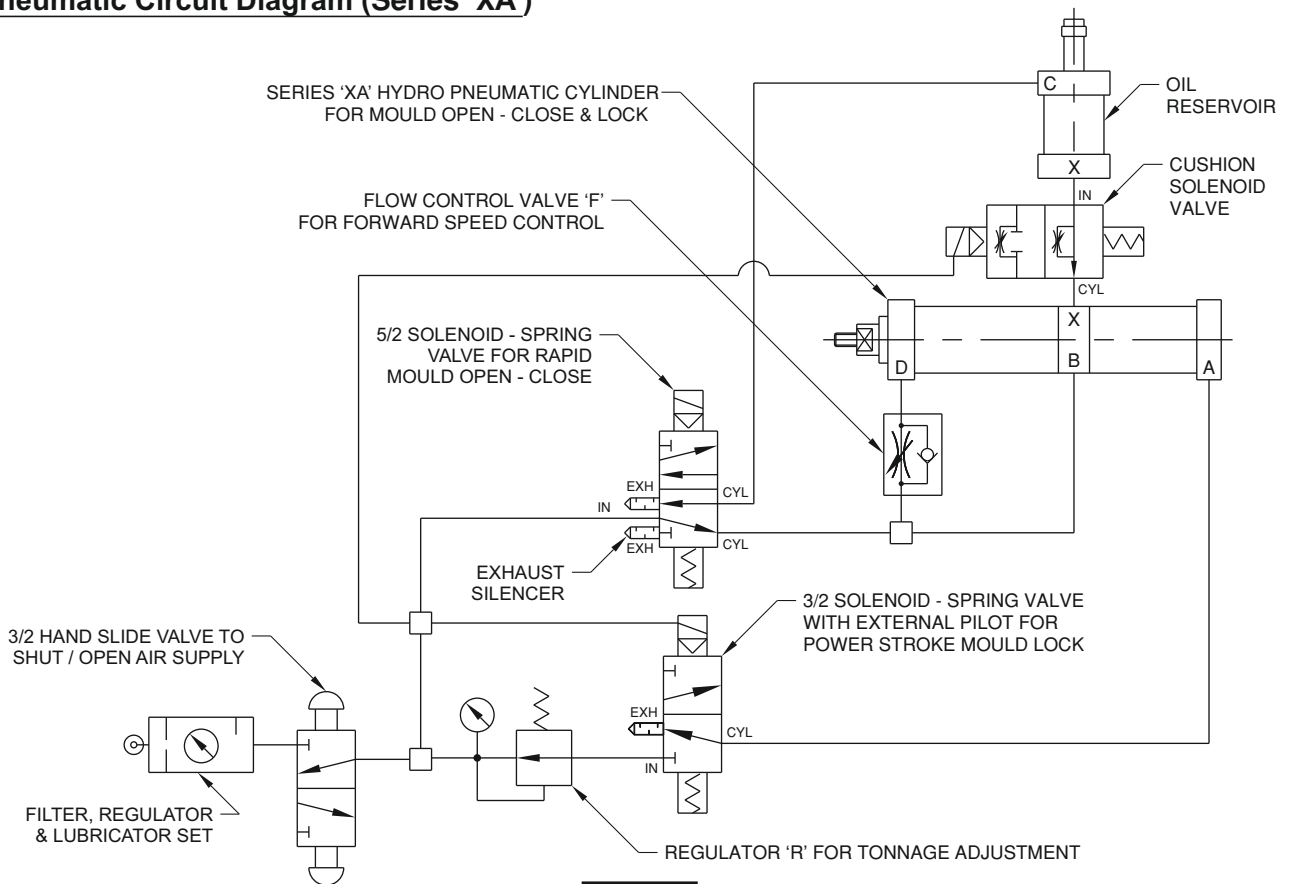 neumatic Circuit Diagram (Series 'XA')
SERIES 'XA' HYDRO PNEUMATIC CYLINDER
FOR MOULD OPEN - CLOSE & LOCK
C
OIL
RESERVOIR
X
IN
CUSHION
SOLENOID
VALVE
FLOW CONTROL VALVE 'F'
FOR FORWARD SPEED CONTROL
CYL
X
D
B
A
5/2 SOLENOID - SPRING
VALVE FOR RAPID
MOULD OPEN - CLOSE
EXH
CYL
IN
EXH
CYL
EXHAUST
SILENCER
3/2 SOLENOID - SPRING VALVE
WITH EXTERNAL PILOT FOR
POWER STROKE MOULD LOCK
3/2 HAND SLIDE VALVE TO
SHUT / OPEN AIR SUPPLY
EXH
CYL
IN
FILTER, REGULATOR
& LUBRICATOR SET
REGULATOR 'R' FOR TONNAGE ADJUSTMENT